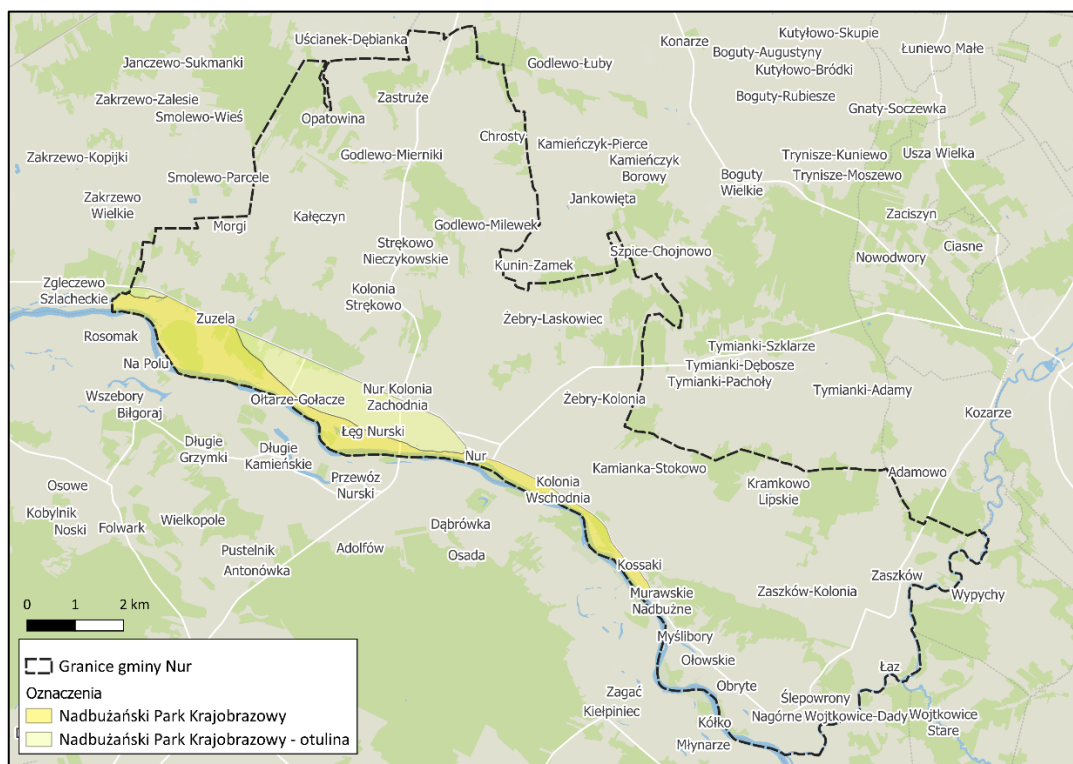 Uścianek-Dębianka
Kutyłowo-Skupie
Konarze
Boguty-Augustyny
Łuniewo Małe
Janczewo-Sukmanki
Godlewo-Łuby
Kutyłowo-Bródki
Zakrzewo-Zalesie
Zastruże
Boguty-Rubiesze
Smolewo-Wieś
Opatowina
Gnaty-Soczewka
Chrosty
Kamieńczyk-Pierce
Zakrzewo-Kopijki
Godlewo-Mierniki
Kamieńczyk
Borowy
Trynisze-Kuniewo
Usza Wielka
Smolewo-Parcele
Boguty
Wielkie
Trynisze-Moszewo
Zakrzewo
Wielkie
Jankowięta
Kałęczyn
Morgi
Godlewo-Milewek
Zaciszyn
Strękowo
Nieczykowskie
Szpice-Chojnowo
Ciasne
Kunin-Zamek
Nowodwory
Zgleczewo
Szlacheckie
Kolonia
Strękowo
Zuzela
Żebry-Laskowiec
Rosomak
Tymianki-Szklarze
Na Polu
Tymianki-Dębosze
Tymianki-Pachoły
Nur Kolonia
Zachodnia
Tymianki-Adamy
Wszebory
Biłgoraj
Ołtarze-Gołacze
Żebry-Kolonia
Kozarze
Łęg Nurski
Długie
Grzymki
Długie
Kamieńskie
Nur
Kamianka-Stokowo
Adamowo
Przewóz
Nurski
Kolonia
Wschodnia
Kramkowo
Lipskie
Osowe
Kobylnik
Noski
Folwark
Wielkopole
Dąbrówka
Pustelnik
Adolfów
Osada
Antonówka
Kossaki
Zaszków
Murawskie
Nadbużne
Zaszków-Kolonia
Wypychy
Myślibory
Ołowskie
Łaz
Obryte
Zagać
Kiełpiniec
Ślepowrony
Nagórne
Wojtkowice-Dady
Wojtkowice
Stare
Kółko
Młynarze
0 1 2 km
Granice gminy Nur
Oznaczenia
Nadbużański Park Krajobrazowy
Nadbużański Park Krajobrazowy - otulina